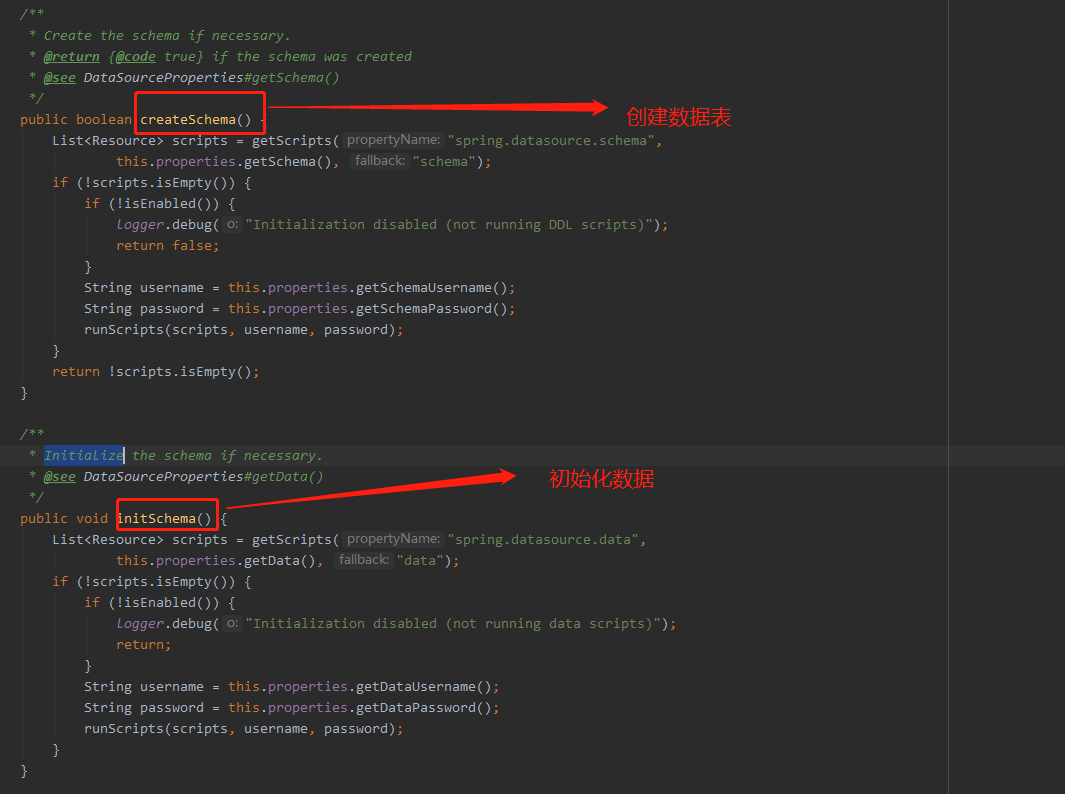 /**
* Create the schema if necessary.
* @return {@code true} if the schema was created
* @see DataSourceProperties#getSchema()
*/
public boolean createSchema() {
创建数据表
List<Resource> scripts = getScripts( propertyName: "spring.datasource.schema",
this.properties.getSchema(), fallback: "schema");
if (!scripts.isEmpty()) {
if (!isEnabled()) {
logger.debug( o: "Initialization disabled (not running DDL scripts)");
return false;
}
String username = this.properties.getSchemaUsername();
String password = this.properties.getSchemaPassword();
runScripts(scripts, username, password);
}
return !scripts.isEmpty();
}
/**
* Initialize the schema if necessary.
* @see DataSourceProperties#getData()
初始化数据
*/
public void initSchema() {
List<Resource> scripts = getScripts( propertyName: "spring.datasource.data",
this.properties.getData(), fallback: "data");
if (!scripts.isEmpty()) {
if (!isEnabled()) {
logger.debug( o: "Initialization disabled (not running data scripts)");
return;
}
String username = this.properties.getDataUsername();
String password = this.properties.getDataPassword();
runScripts(scripts, username, password);
}
}